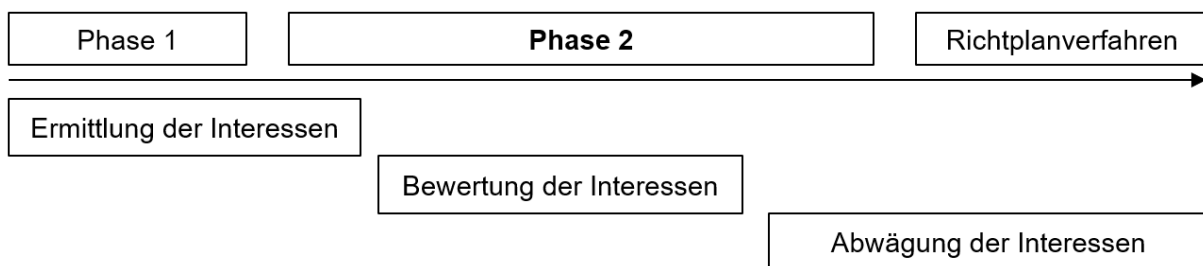 Phase 1
Phase 2
Richtplanverfahren
Ermittlung der Interessen
Bewertung der Interessen
Abwägung der Interessen